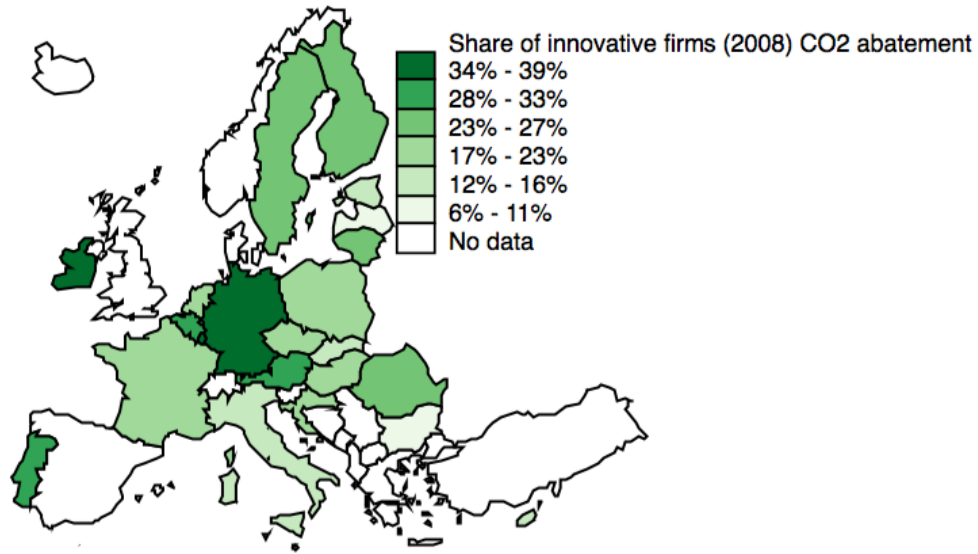 Share of innovative firms (2008) CO2 abatement
34% - 39%
28% - 33%
23% - 27%
17% - 23%
12% - 16%
6% - 11%
No data